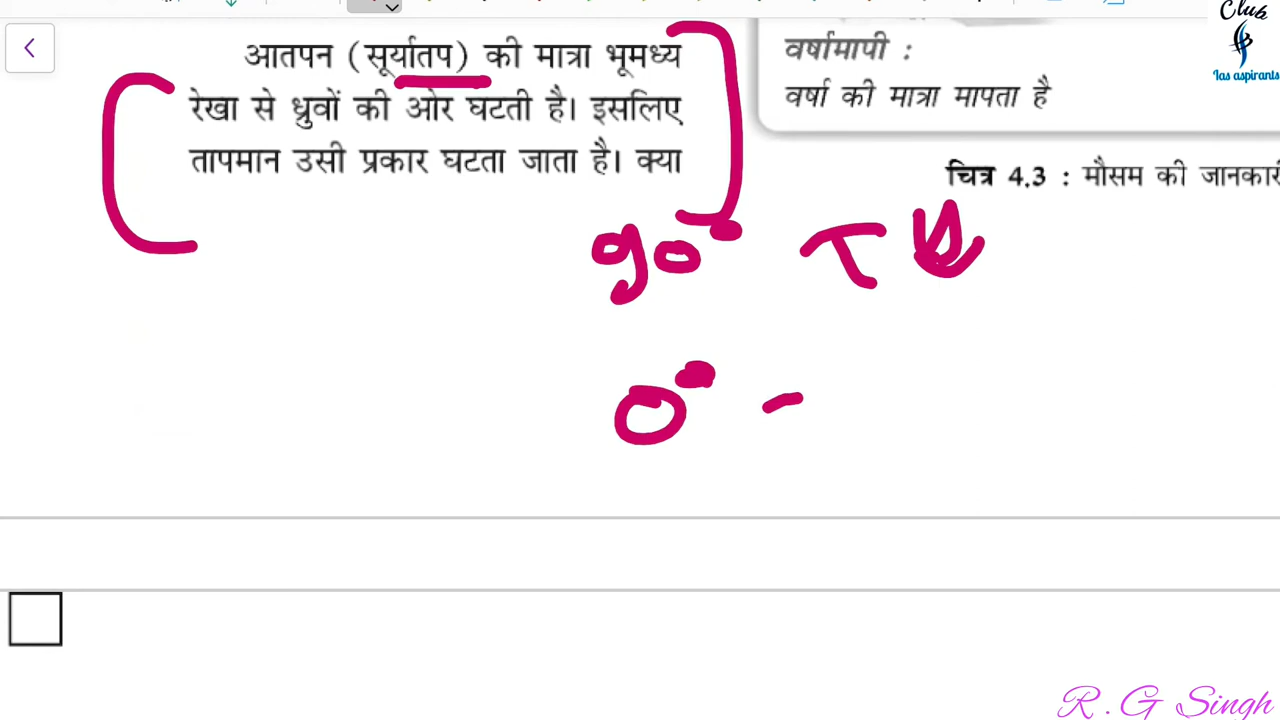 Club
Ias aspirants
आतपन (सूर्यातप) की मात्रा भूमध्य
रेखा से ध्रुवों की ओर घटती है। इसलिए
तापमान उसी प्रकार घटता जाता है। क्या
वर्षामापी :
वर्षा की मात्रा मापता है
चित्र 4.3 : मौसम की जानकारी
90° T ↓
0° -
R.G Singh